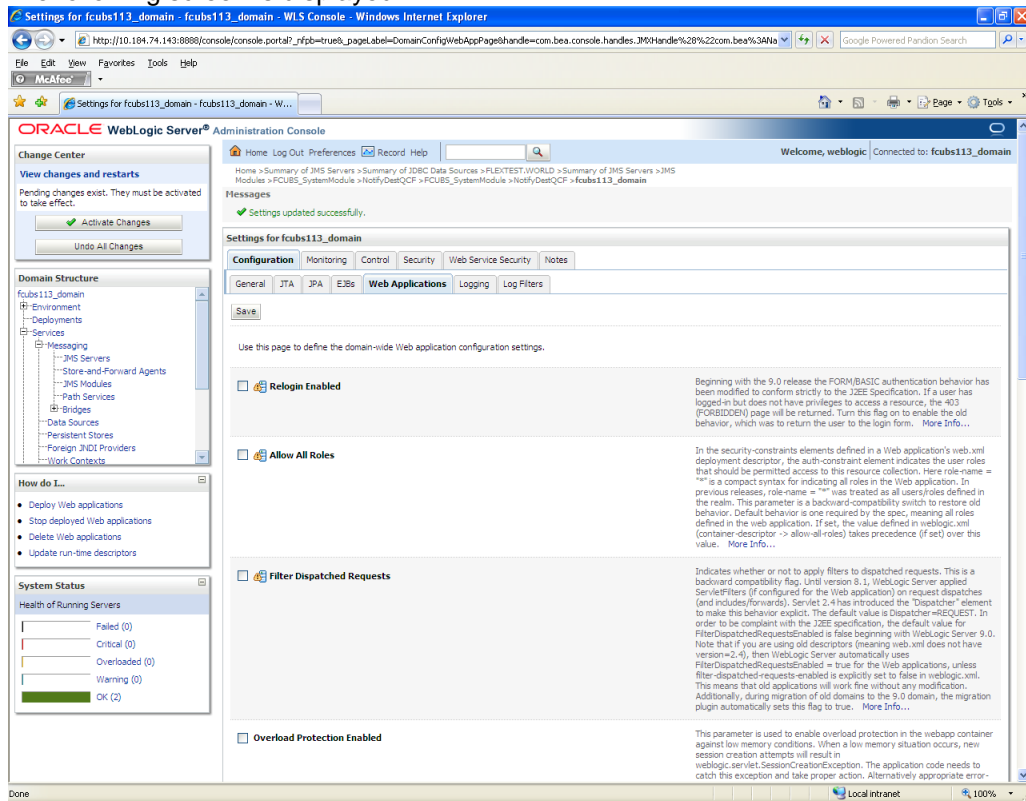 Settings for fcubs113_domain - fcubs113_domain - WLS Console - Windows Internet Explorer
http://10.184.74.143:8888/console/console.portal?_nfpb=true&_pageLabel=DomainConfigWebAppPage&handle=com.bea.console.handles.JMXHandle%28%22com.bea%3ANa
Google Powered Pandion Search
File Edit View Favorites Tools Help
McAfee
Settings for fcubs113_domain - fcubs113_domain - W...
Page Tools
ORACLE WebLogic Server® Administration Console
Change Center
View changes and restarts
Pending changes exist. They must be activated
to take effect.
Activate Changes
Undo All Changes
Domain Structure
fcubs113_domain
Environment
Deployments
Services
Messaging
JMS Servers
Store-and-Forward Agents
JMS Modules
Path Services
Bridges
Data Sources
Persistent Stores
Foreign JNDI Providers
Work Contexts
How do I...
Deploy Web applications
Stop deployed Web applications
Delete Web applications
Update run-time descriptors
System Status
Health of Running Servers
Failed (0)
Critical (0)
Overloaded (0)
Warning (0)
OK (2)
Home Log Out Preferences Record Help
Welcome, weblogic Connected to: fcubs113_domain
Home >Summary of JMS Servers >Summary of JDBC Data Sources >FLEXTEST.WORLD >Summary of JMS Servers >JMS
Modules >FCUBS_SystemModule >NotifyDestQCF >FCUBS_SystemModule >NotifyDestQCF >fcubs113_domain
Messages
Settings updated successfully.
Settings for fcubs113_domain
Configuration Monitoring Control Security Web Service Security Notes
General JTA JPA EJBs Web Applications Logging Log Filters
Save
Use this page to define the domain-wide Web application configuration settings.
Relogin Enabled
Beginning with the 9.0 release the FORM/BASIC authentication behavior has
been modified to conform strictly to the J2EE Specification. If a user has
logged-in but does not have privileges to access a resource, the 403
(FORBIDDEN) page will be returned. Turn this flag on to enable the old
behavior, which was to return the user to the login form. More Info...
Allow All Roles
In the security-constraints elements defined in a Web application's web.xml
deployment descriptor, the auth-constraint element indicates the user roles
that should be permitted access to this resource collection. Here role-name =
"*" is a compact syntax for indicating all roles in the Web application. In
previous releases, role-name = "*" was treated as all users/roles defined in
the realm. This parameter is a backward-compatibility switch to restore old
behavior. Default behavior is one required by the spec, meaning all roles
defined in the web application. If set, the value defined in weblogic.xml
(container-descriptor -> allow-all-roles) takes precedence (if set) over this
value. More Info...
Filter Dispatched Requests
Indicates whether or not to apply filters to dispatched requests. This is a
backward compatibility flag. Until version 8.1, WebLogic Server applied
ServletFilters (if configured for the Web application) on request dispatches
(and includes/forwards). Servlet 2.4 has introduced the "Dispatcher" element
to make this behavior explicit. The default value is Dispatcher=REQUEST. In
order to be complaint with the J2EE specification, the default value for
FilterDispatchedRequestsEnabled is false beginning with WebLogic Server 9.0.
Note that if you are using old descriptors (meaning web.xml does not have
version=2.4), then WebLogic Server automatically uses
FilterDispatchedRequestsEnabled = true for the Web applications, unless
filter-dispatched-requests-enabled is explicitly set to false in weblogic.xml.
This means that old applications will work fine without any modification.
Additionally, during migration of old domains to the 9.0 domain, the migration
plugin automatically sets this flag to true. More Info...
Overload Protection Enabled
This parameter is used to enable overload protection in the webapp container
against low memory conditions. When a low memory situation occurs, new
session creation attempts will result in
weblogic.servlet.SessionCreationException. The application code needs to
catch this exception and take proper action. Alternatively appropriate error-
Done
Local intranet
100%